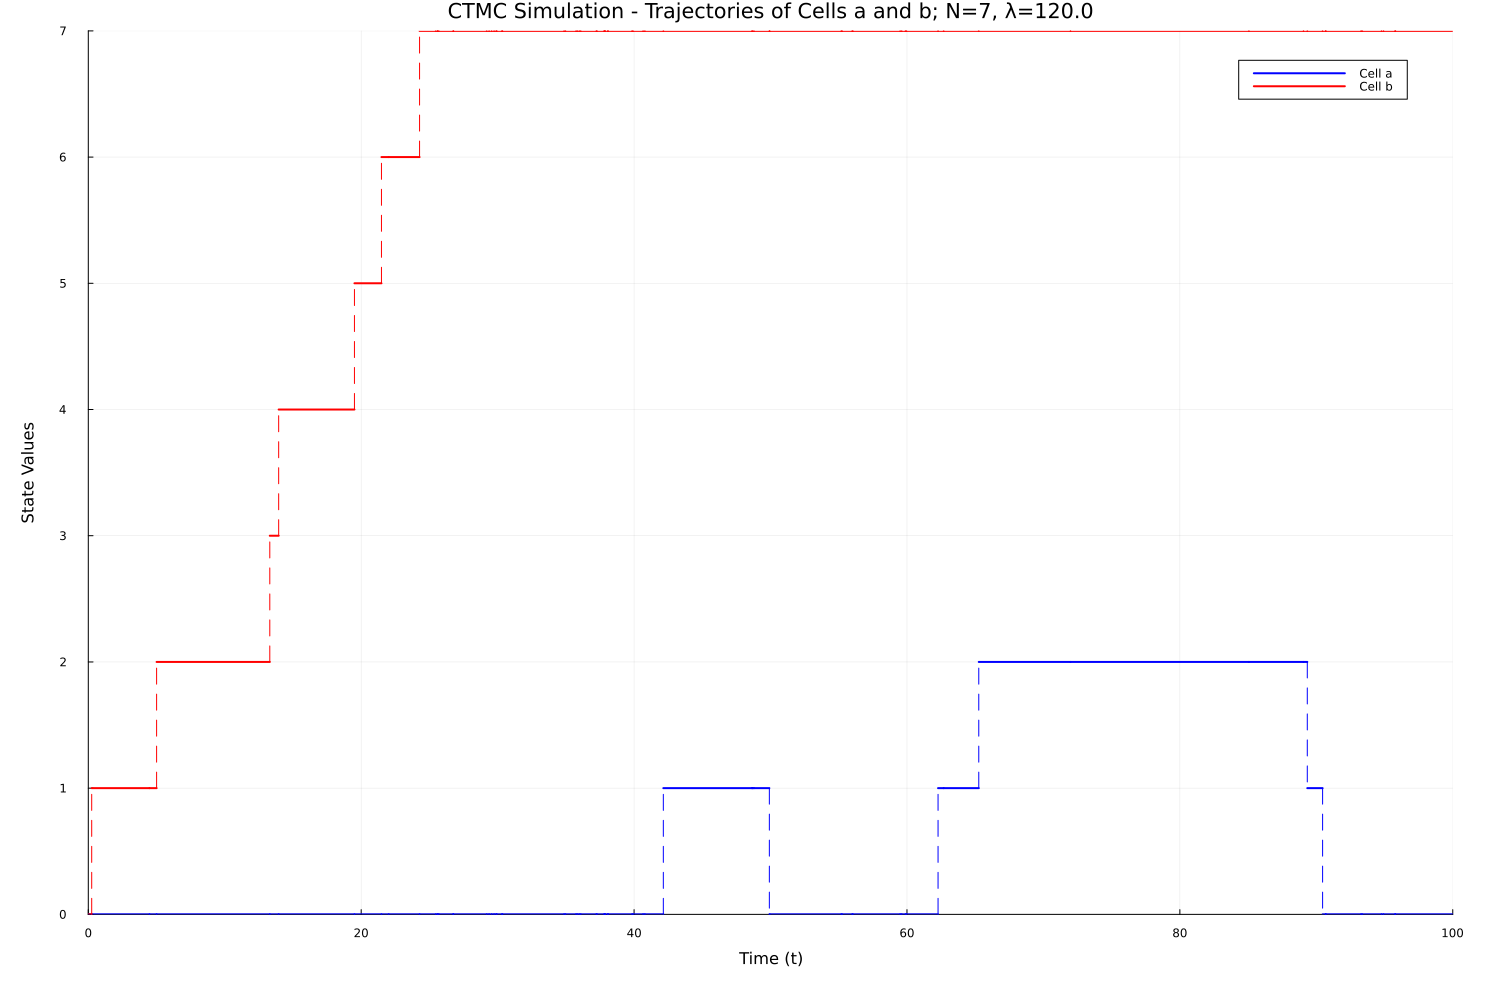 CTMC Simulation - Trajectories of Cells a and b; N=7, λ=120.0
7
Cell a
Cell b
6
5
4
State Values
3
2
1
0
0 20 40 60 80 100
Time (t)